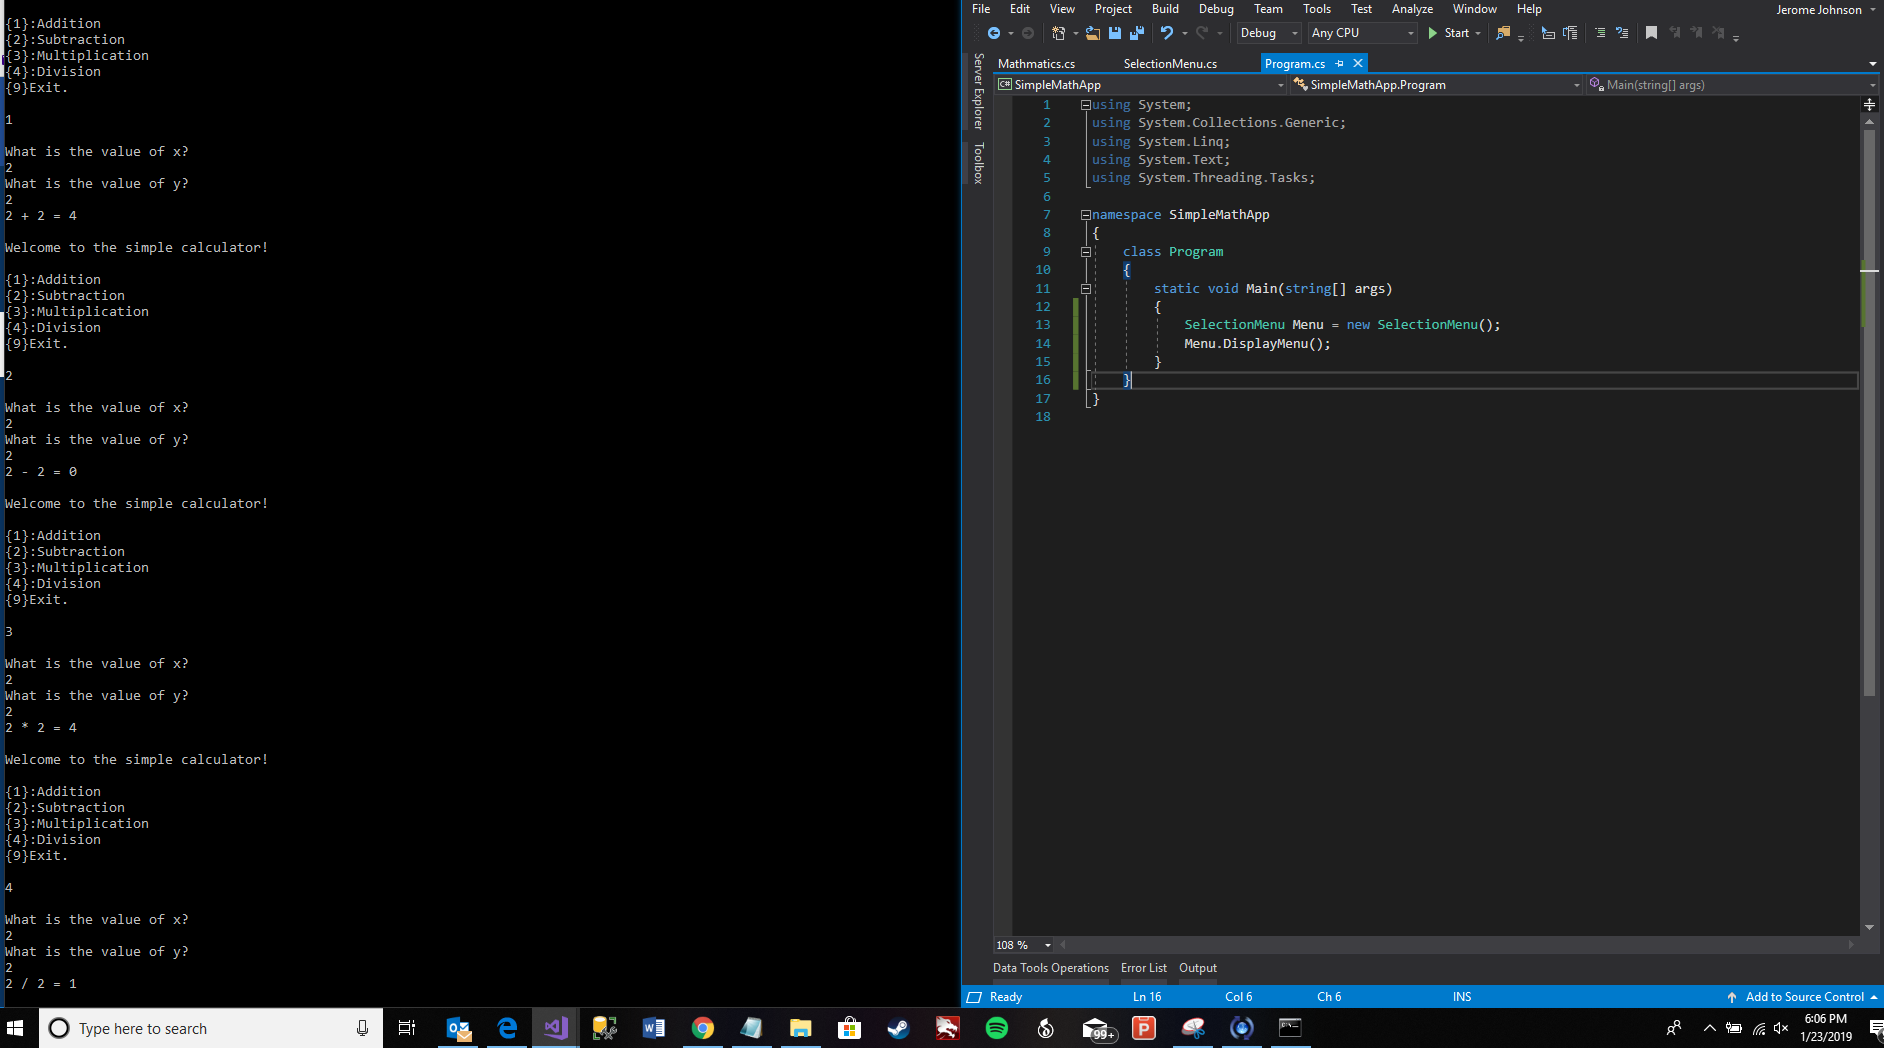 {1}:Addition
{2}:Subtraction
{3}:Multiplication
{4}:Division
{9}Exit.
1
What is the value of x?
2
What is the value of y?
2
2 + 2 = 4
Welcome to the simple calculator!
{1}:Addition
{2}:Subtraction
{3}:Multiplication
{4}:Division
{9}Exit.
2
What is the value of x?
2
What is the value of y?
2
2 - 2 = 0
Welcome to the simple calculator!
{1}:Addition
{2}:Subtraction
{3}:Multiplication
{4}:Division
{9}Exit.
3
What is the value of x?
2
What is the value of y?
2
2 * 2 = 4
Welcome to the simple calculator!
{1}:Addition
{2}:Subtraction
{3}:Multiplication
{4}:Division
{9}Exit.
4
What is the value of x?
2
What is the value of y?
2
2 / 2 = 1
File Edit View Project Build Debug Team Tools Test Analyze Window Help Jerome Johnson
Debug Any CPU Start
Server Explorer
Toolbox
Mathmatics.cs SelectionMenu.cs Program.cs
C# SimpleMathApp SimpleMathApp.Program Main(string[] args)
1 using System;
2 using System.Collections.Generic;
3 using System.Linq;
4 using System.Text;
5 using System.Threading.Tasks;
6
7 namespace SimpleMathApp
8 {
9 class Program
10 {
11 static void Main(string[] args)
12 {
13 SelectionMenu Menu = new SelectionMenu();
14 Menu.DisplayMenu();
15 }
16 }
17 }
18
108 %
Data Tools Operations Error List Output
Ready Ln 16 Col 6 Ch 6 INS Add to Source Control
Type here to search
99+
6:06 PM
1/23/2019